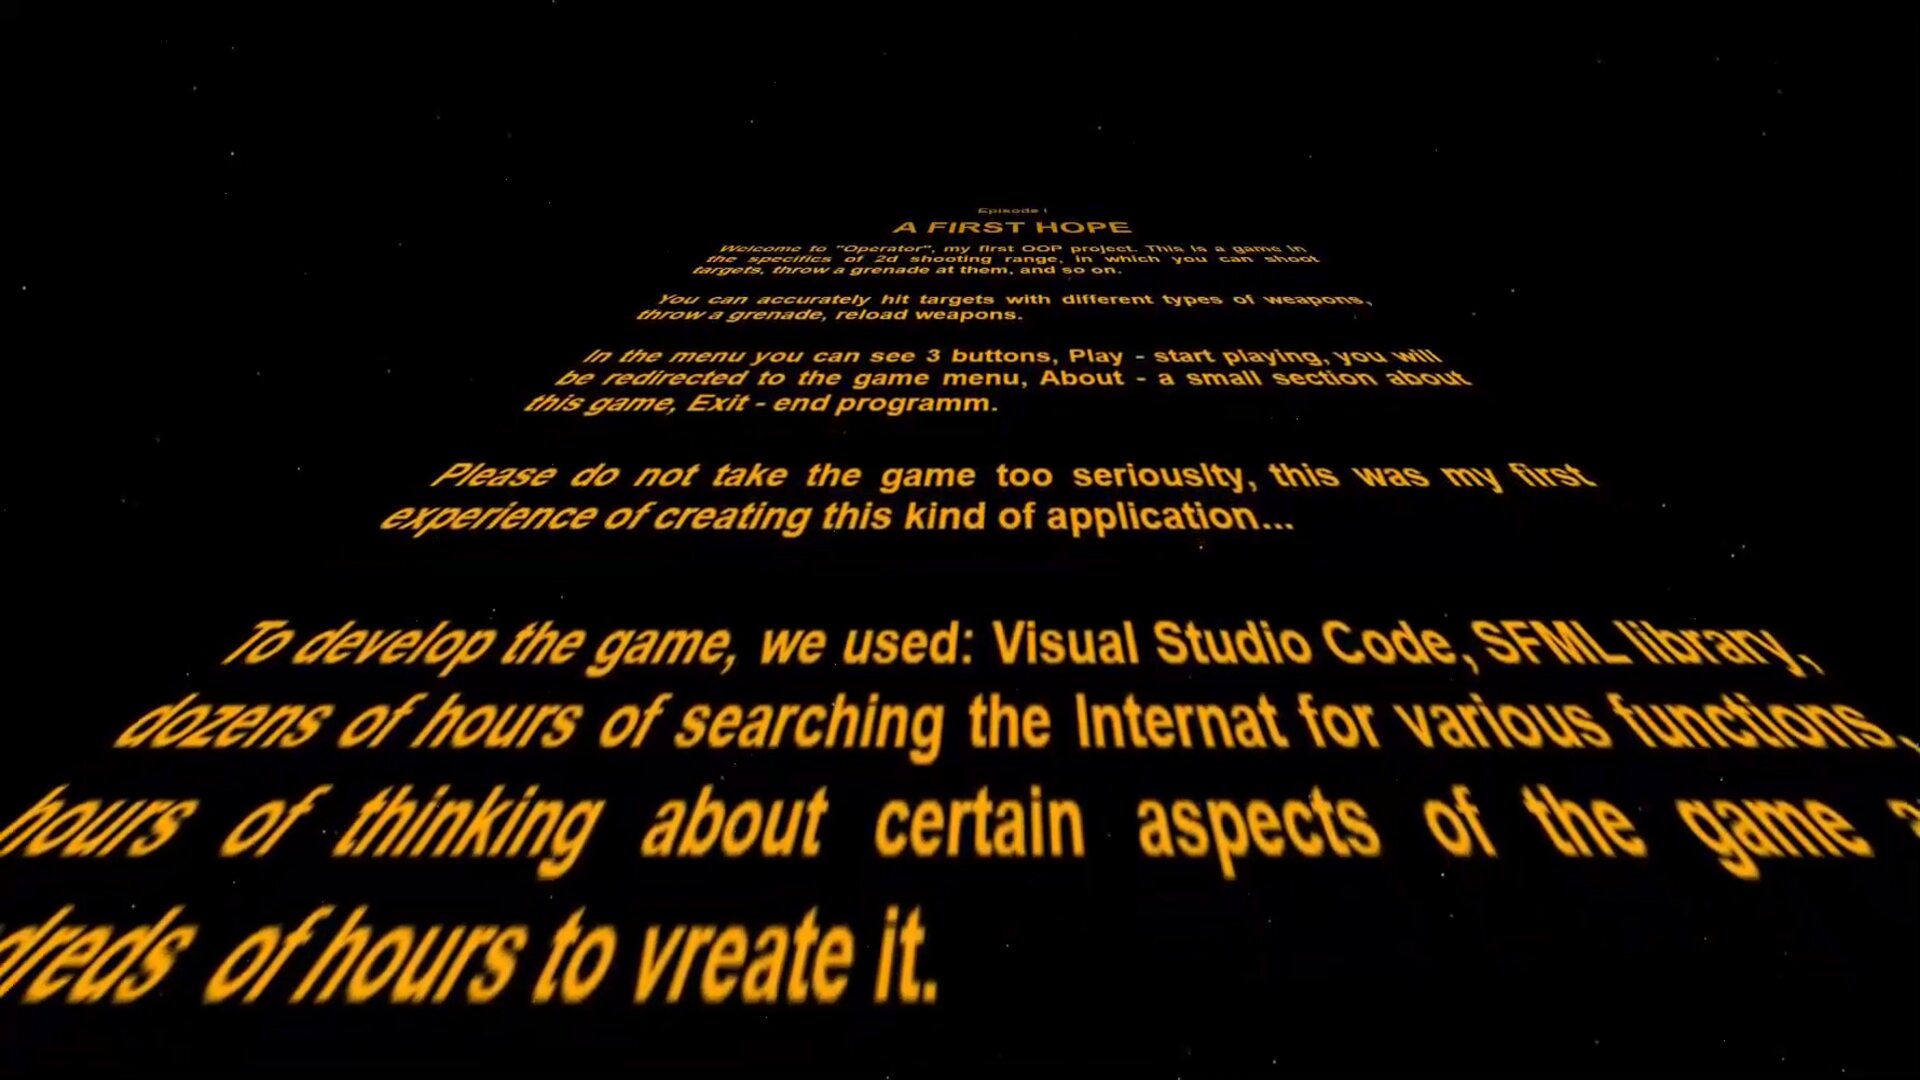 Episode I
A FIRST HOPE
Welcome to "Operator", my first OOP project. This is a game in
the specifics of 2d shooting range, in which you can shoot
targets, throw a grenade at them, and so on.
You can accurately hit targets with different types of weapons,
throw a grenade, reload weapons.
In the menu you can see 3 buttons, Play - start playing, you will
be redirected to the game menu, About - a small section about
this game, Exit - end programm.
Please do not take the game too seriouslty, this was my first
experience of creating this kind of application...
To develop the game, we used: Visual Studio Code, SFML library,
dozens of hours of searching the Internat for various functions,
hours of thinking about certain aspects of the game
of hours to vreate it.